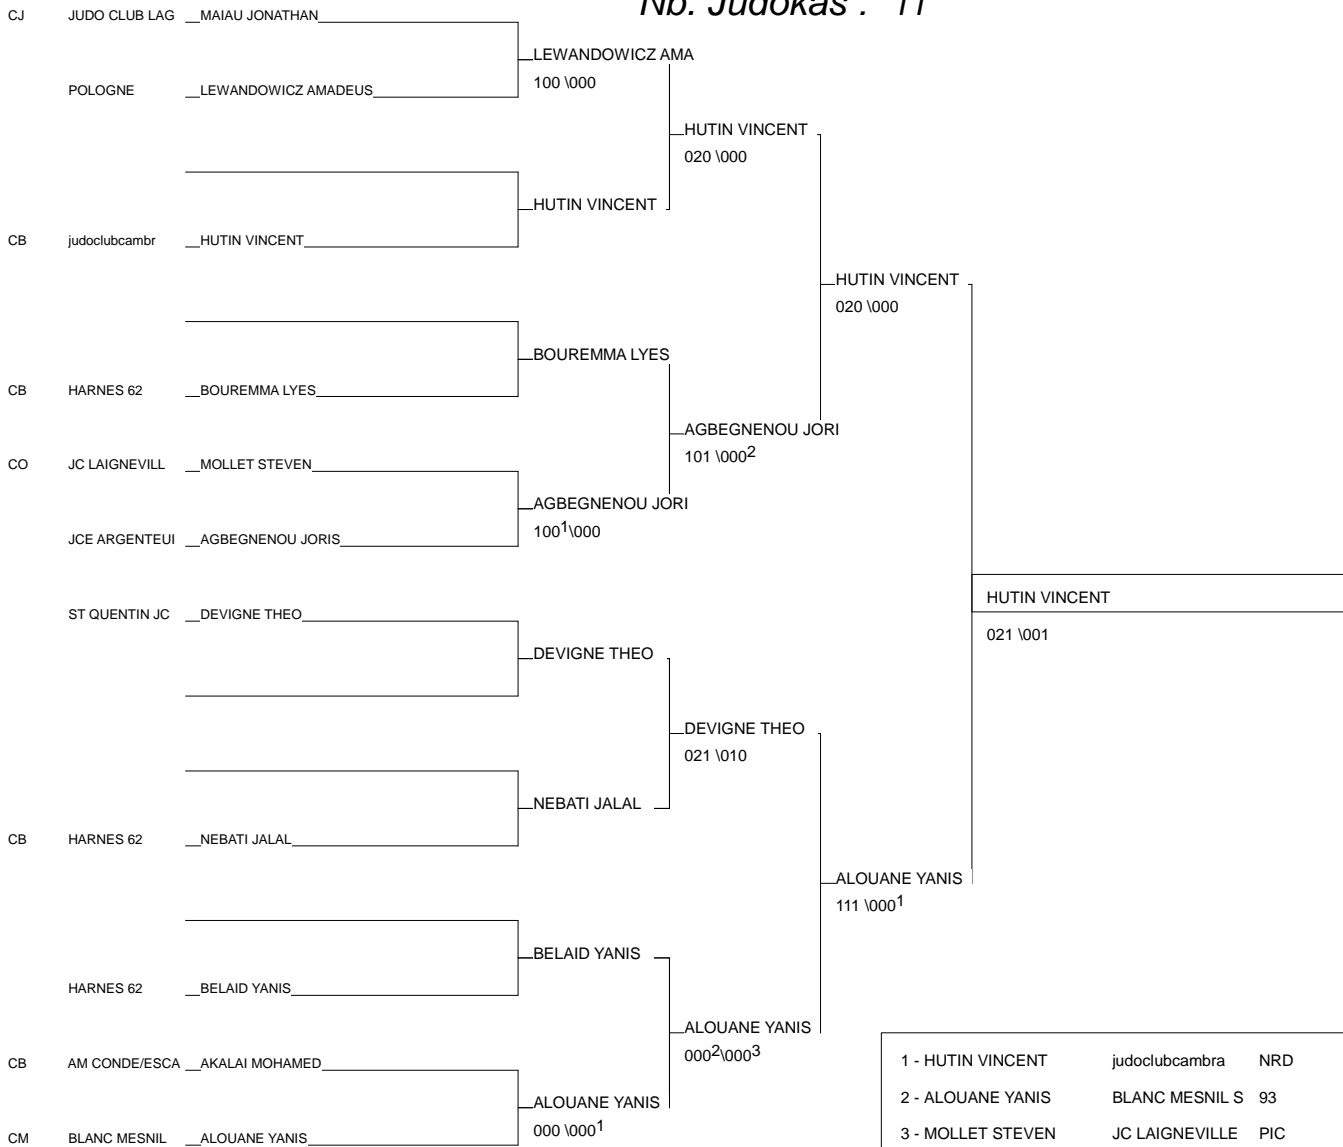 Nb. Judokas : 11
CJ JUDO CLUB LAG MAIAU JONATHAN
LEWANDOWICZ AMA
100 \000
POLOGNE LEWANDOWICZ AMADEUS
HUTIN VINCENT
020 \000
HUTIN VINCENT
CB judoclubcambr HUTIN VINCENT
HUTIN VINCENT
020 \000
BOUREMMA LYES
CB HARNES 62 BOUREMMA LYES
AGBEGNENOU JORI
101 \000²
CO JC LAIGNEVILL MOLLET STEVEN
AGBEGNENOU JORI
100¹\000
JCE ARGENTEUI AGBEGNENOU JORIS
HUTIN VINCENT
021 \001
ST QUENTIN JC DEVIGNE THEO
DEVIGNE THEO
DEVIGNE THEO
021 \010
NEBATI JALAL
CB HARNES 62 NEBATI JALAL
ALOUANE YANIS
111 \000¹
BELAID YANIS
HARNES 62 BELAID YANIS
ALOUANE YANIS
000²\000³
CB AM CONDE/ESCA AKALAI MOHAMED
ALOUANE YANIS
000 \000¹
CM BLANC MESNIL ALOUANE YANIS
1 - HUTIN VINCENT judoclubcambra NRD
2 - ALOUANE YANIS BLANC MESNIL S 93
3 - MOLLET STEVEN JC LAIGNEVILLE PIC